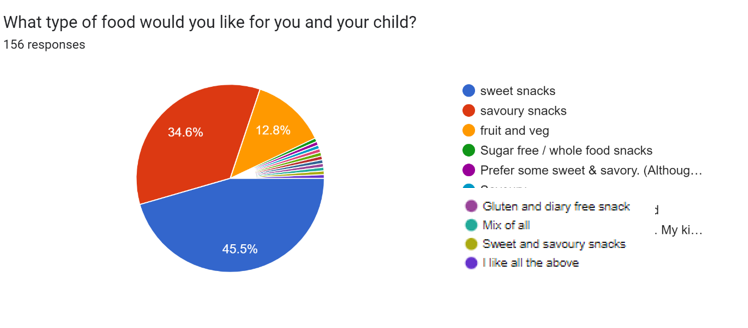 What type of food would you like for you and your child?
156 responses
34.6%
12.8%
45.5%
sweet snacks
savoury snacks
fruit and veg
Sugar free / whole food snacks
Prefer some sweet & savory. (Althoug...
Gluten and diary free snack
Mix of all
. My ki...
Sweet and savoury snacks
I like all the above